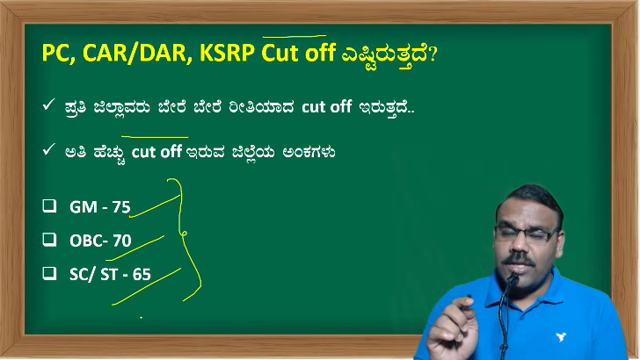 PC, CAR/DAR, KSRP Cut off ಎಷ್ಟಿರುತ್ತದೆ?
✓ ಪ್ರತಿ ಜಿಲ್ಲಾವರು ಬೇರೆ ಬೇರೆ ರೀತಿಯಾದ cut off ಇರುತ್ತದೆ..
✓ ಅತಿ ಹೆಚ್ಚು cut off ಇರುವ ಜಿಲ್ಲೆಯ ಅಂಕಗಳು
❑ GM - 75
❑ OBC- 70
❑ SC/ ST - 65